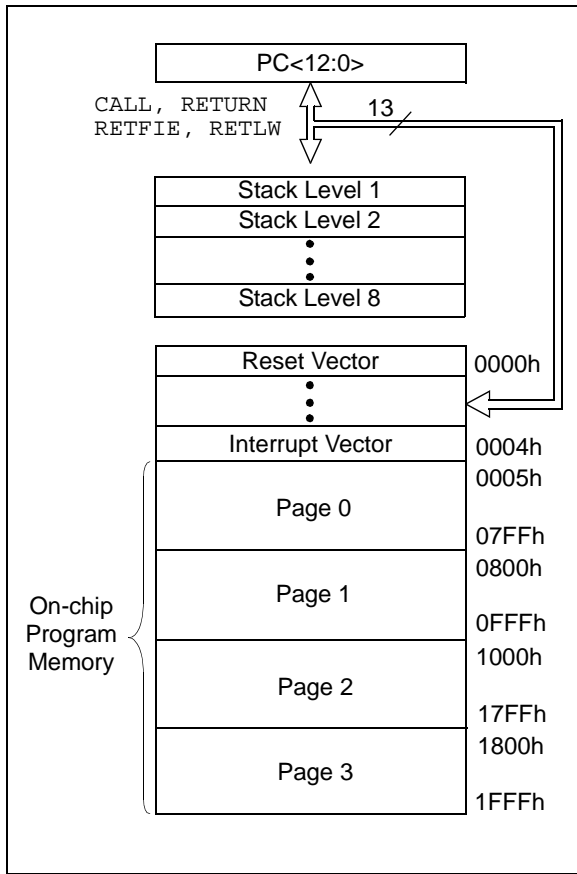 PC<12:0>
CALL, RETURN
RETFIE, RETLW
13
Stack Level 1
Stack Level 2
Stack Level 8
Reset Vector
0000h
Interrupt Vector
0004h
0005h
Page 0
07FFh
0800h
Page 1
0FFFh
On-chip
Program
Memory
1000h
Page 2
17FFh
1800h
Page 3
1FFFh